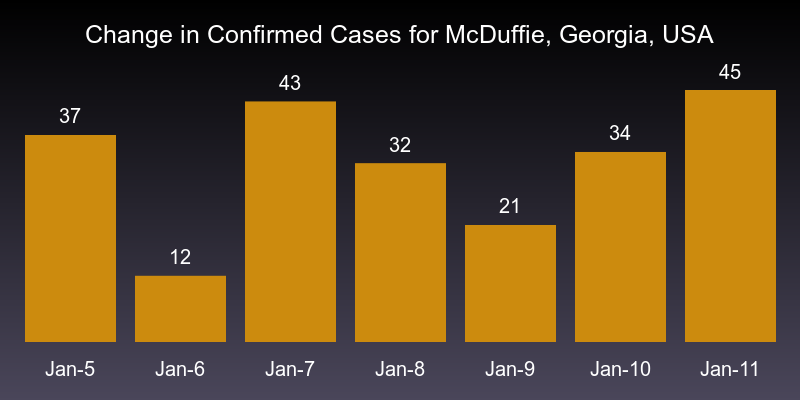 Change in Confirmed Cases for McDuffie, Georgia, USA
37
12
43
32
21
34
45
Jan-5
Jan-6
Jan-7
Jan-8
Jan-9
Jan-10
Jan-11